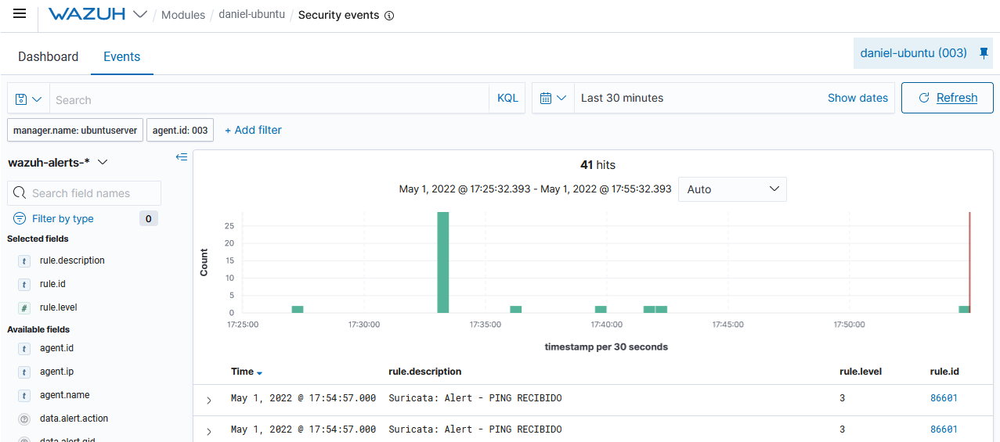 WAZUH / Modules / daniel-ubuntu / Security events
Dashboard Events daniel-ubuntu (003)
Search KQL Last 30 minutes Show dates Refresh
manager.name: ubuntuserver agent.id: 003 + Add filter
wazuh-alerts-*
Search field names
Filter by type 0
Selected fields
t rule.description
t rule.id
# rule.level
Available fields
t agent.id
t agent.ip
t agent.name
data.alert.action
data.alert.gid
41 hits
May 1, 2022 @ 17:25:32.393 - May 1, 2022 @ 17:55:32.393 Auto
Count
25
20
15
10
5
0
17:25:00 17:30:00 17:35:00 17:40:00 17:45:00 17:50:00
timestamp per 30 seconds
Time rule.description rule.level rule.id
May 1, 2022 @ 17:54:57.000 Suricata: Alert - PING RECIBIDO 3 86601
May 1, 2022 @ 17:54:57.000 Suricata: Alert - PING RECIBIDO 3 86601